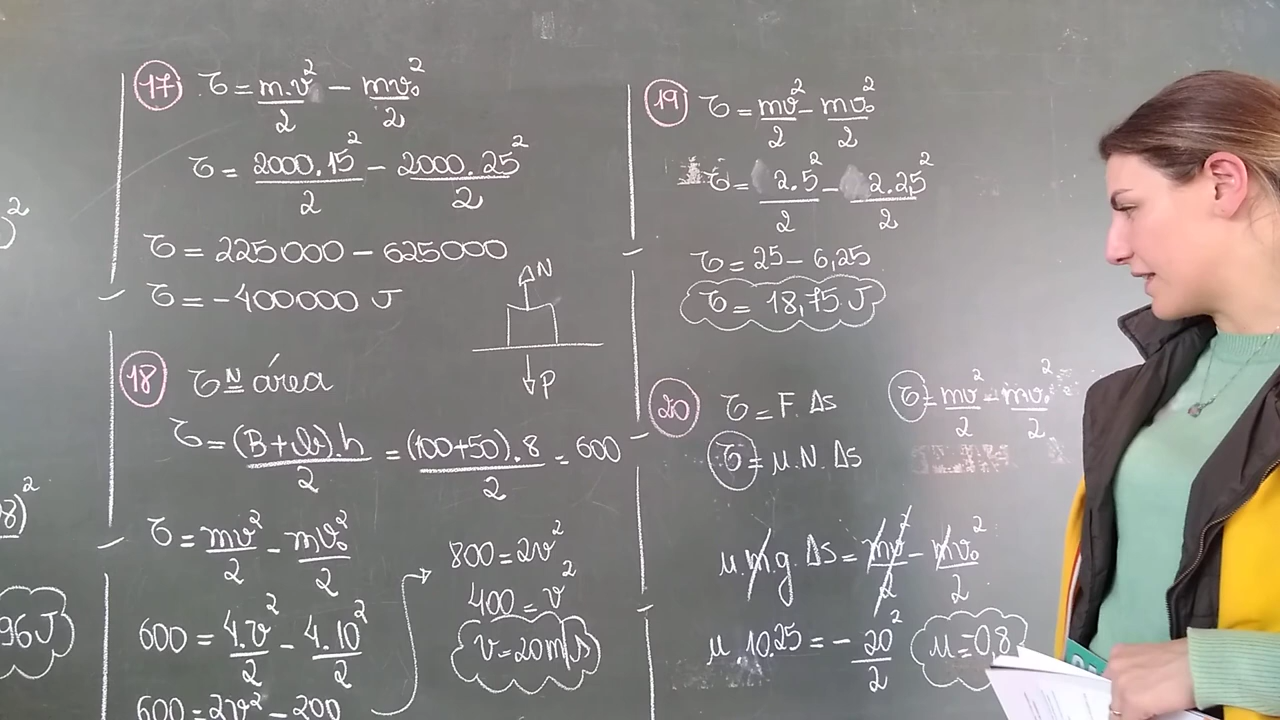 )²
8)²
96 J
17 τ = m.v²/2 - mv₀²/2
τ = 2000.15²/2 - 2000.25²/2
τ = 225000 - 625000
τ = -400000 J
N
P
18 τ N= área
τ = (B+b).h/2 = (100+50).8/2 = 600
τ = mv²/2 - mv₀²/2
600 = 4.v²/2 - 4.10²/2
600 = 2v² - 200
800 = 2v²
400 = v²
v = 20 m/s
19 τ = mv²/2 - mv₀²/2
τ = 2.5²/2 - 2.25²/2
τ = 25 - 6,25
τ = 18,75 J
20 τ = F. Δs
τ = mv²/2 - mv₀²/2
τ = μ.N. Δs
μ.m.g. Δs = mv²/2 - mv₀²/2
μ.10.25 = - 20²/2
μ = 0,8